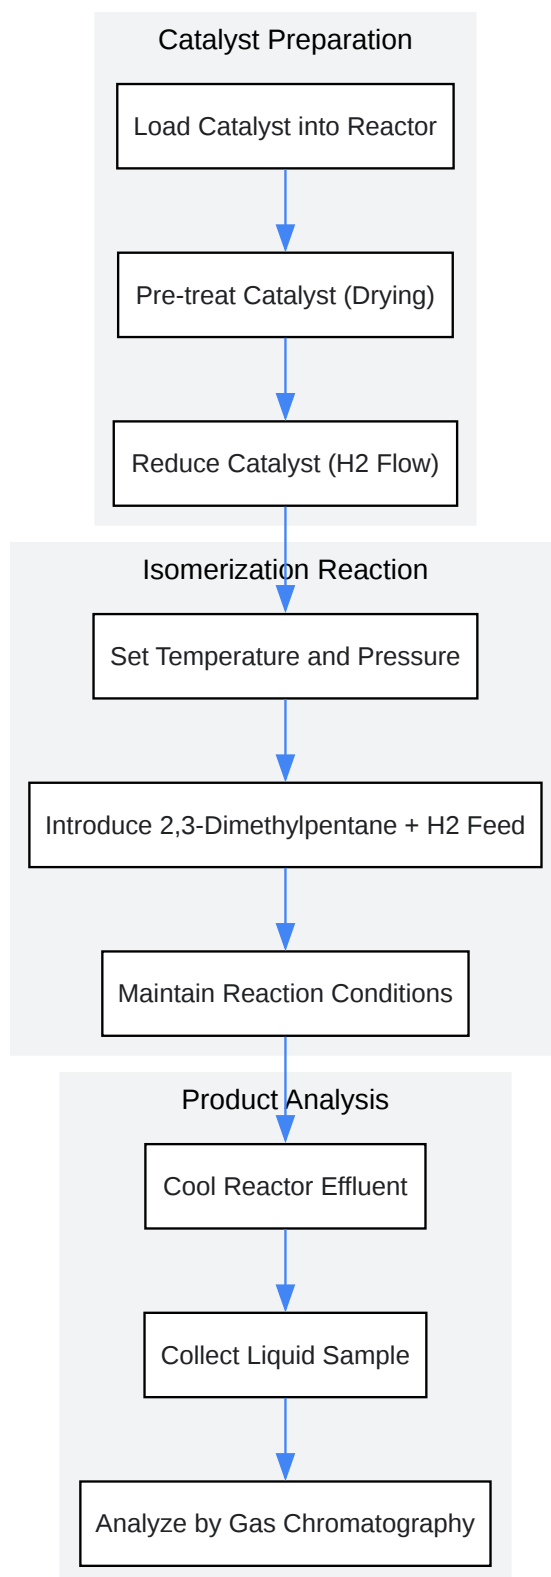 Catalyst Preparation
Load Catalyst into Reactor
Pre-treat Catalyst (Drying)
Reduce Catalyst (H2 Flow)
Isomerization Reaction
Set Temperature and Pressure
Introduce 2,3-Dimethylpentane + H2 Feed
Maintain Reaction Conditions
Product Analysis
Cool Reactor Effluent
Collect Liquid Sample
Analyze by Gas Chromatography